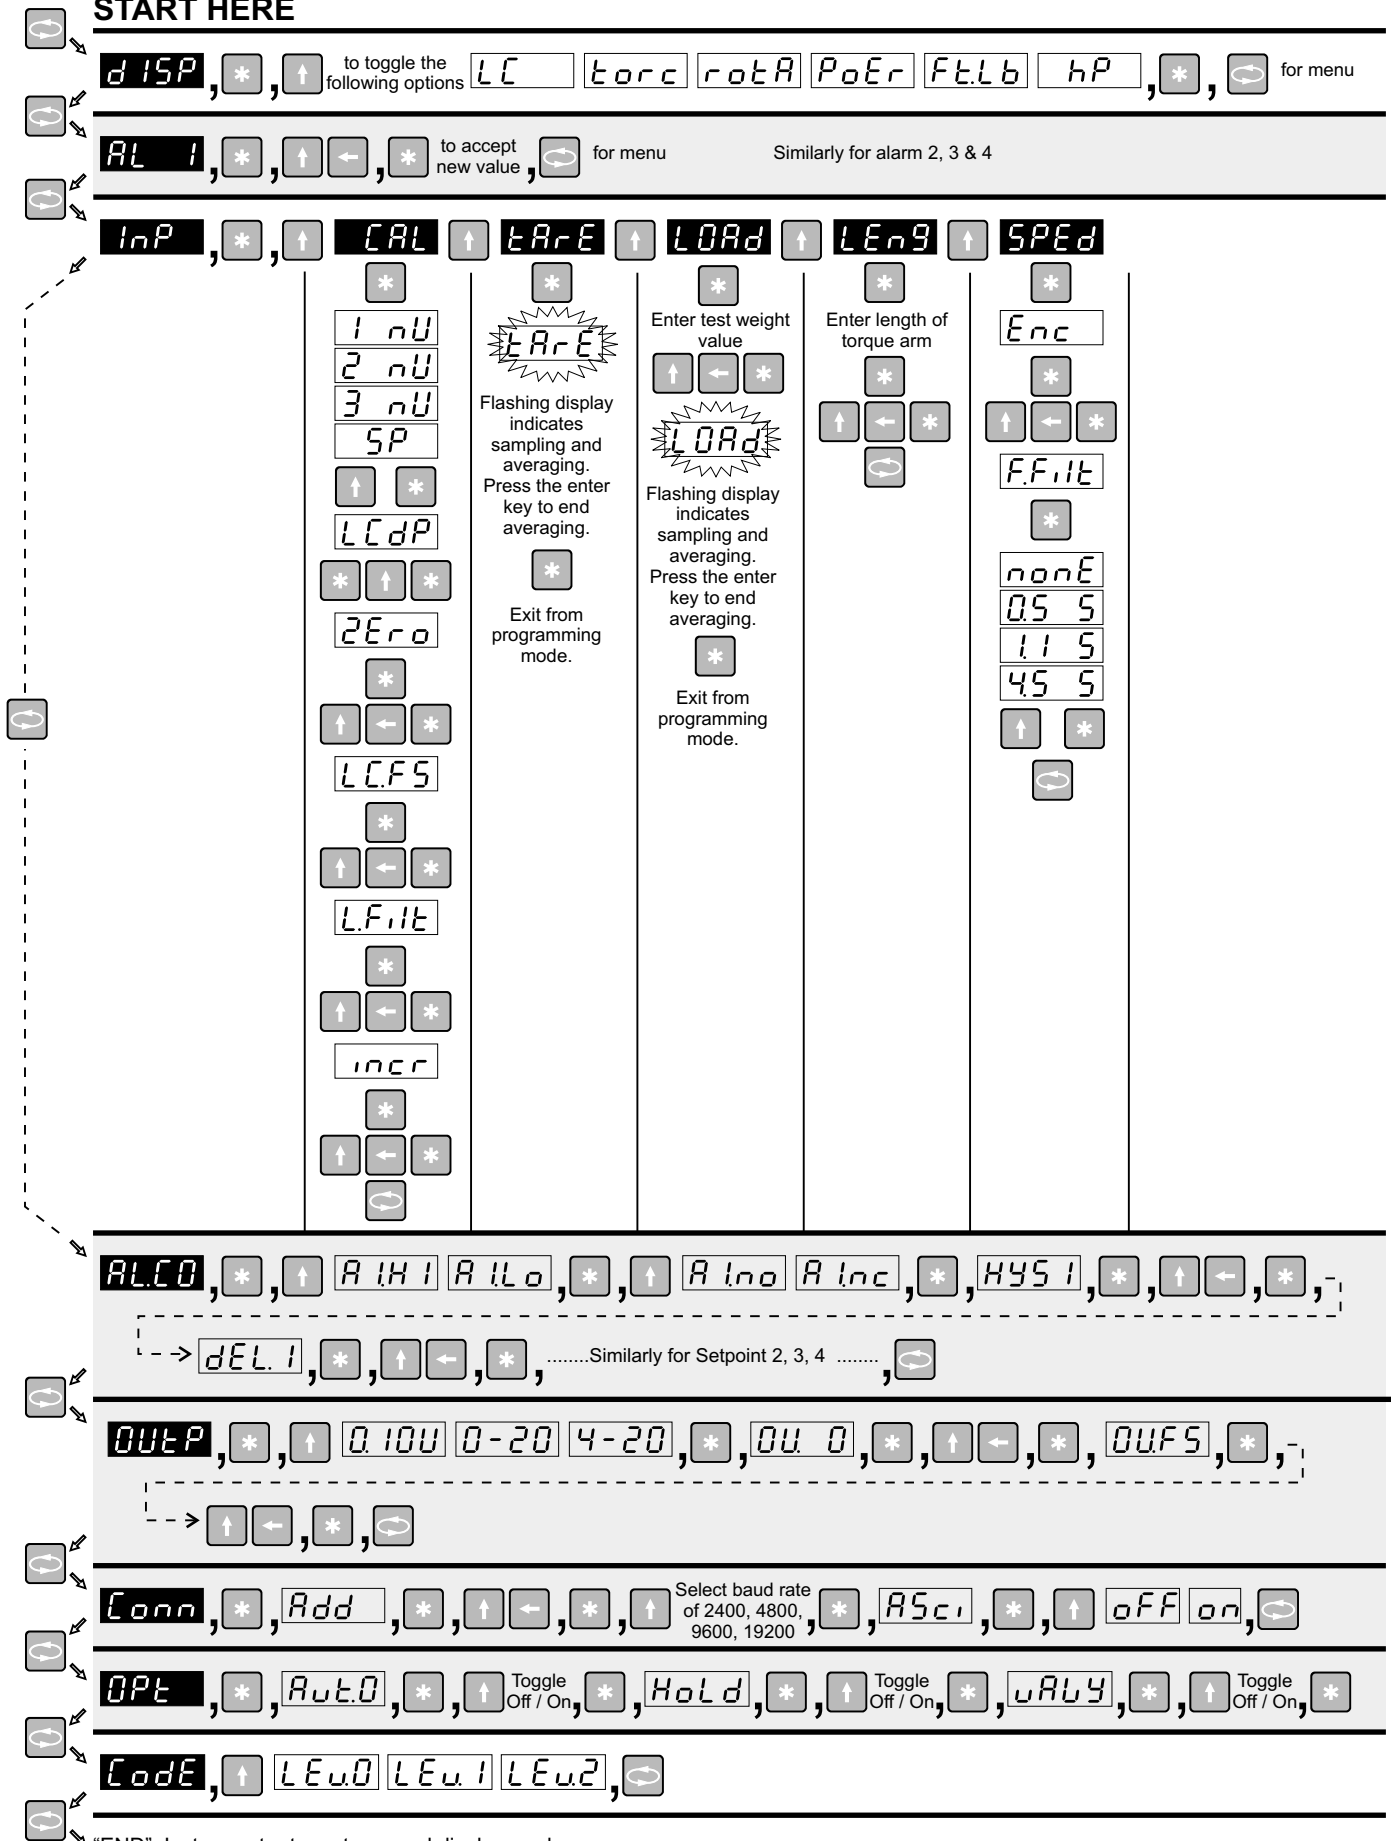 START HERE
dISP , , to toggle the
following options LC torc rotA PoEr Ft.Lb hP , , for menu
AL 1 , , , to accept
new value , for menu Similarly for alarm 2, 3 & 4
InP , , CAL tArE LOAd LEng SPEd
1 nU
2 nU
3 nU
SP
LCdP
ZEro
LC.FS
L.Filt
incr
tArE
Flashing display
indicates
sampling and
averaging.
Press the enter
key to end
averaging.
Exit from
programming
mode.
Enter test weight
value
LOAd
Flashing display
indicates
sampling and
averaging.
Press the enter
key to end
averaging.
Exit from
programming
mode.
Enter length of
torque arm
Enc
F.Filt
nonE
0.5 S
1.1 S
4.5 S
AL.CO , , A1.HI A1.Lo , , A1.no A1.nc , , HYS1 , , , ,
dEL.1 , , , , ........Similarly for Setpoint 2, 3, 4 ........ ,
OUtP , , 0.10U 0-20 4-20 , , OU. 0 , , , , OU.FS , ,
, ,
Conn , , Add , , , , Select baud rate
of 2400, 4800,
9600, 19200 , , ASci , , oFF on ,
OPt , , Aut.O , , Toggle
Off / On , , HoLd , , Toggle
Off / On , , uALY , , Toggle
Off / On ,
CodE , LEv.0 LEv.1 LEv.2 ,